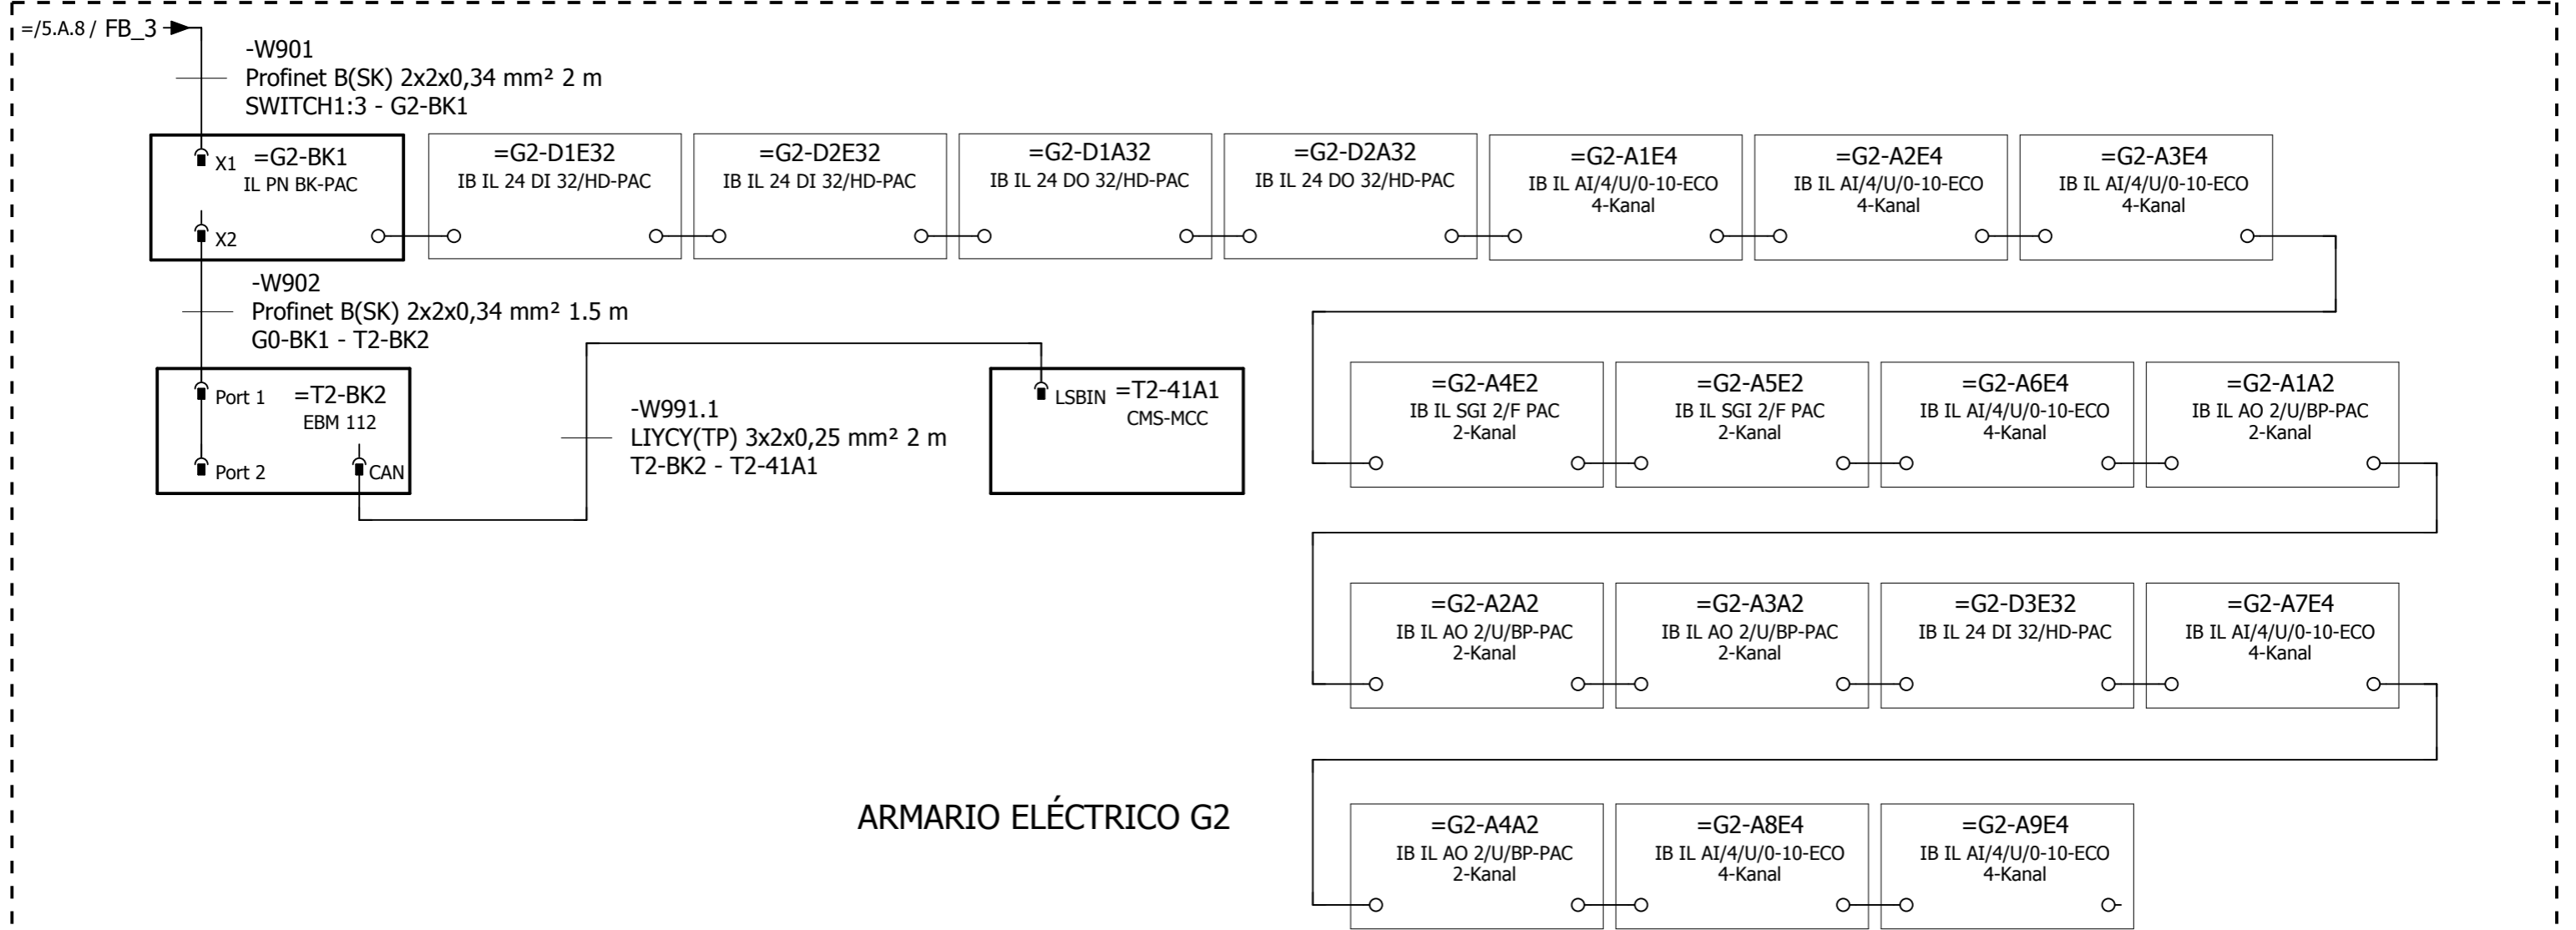 =/5.A.8 / FB_3
-W901
Profinet B(SK) 2x2x0,34 mm² 2 m
SWITCH1:3 - G2-BK1
X1 =G2-BK1
IL PN BK-PAC
X2
=G2-D1E32
IB IL 24 DI 32/HD-PAC
=G2-D2E32
IB IL 24 DI 32/HD-PAC
=G2-D1A32
IB IL 24 DO 32/HD-PAC
=G2-D2A32
IB IL 24 DO 32/HD-PAC
=G2-A1E4
IB IL AI/4/U/0-10-ECO
4-Kanal
=G2-A2E4
IB IL AI/4/U/0-10-ECO
4-Kanal
=G2-A3E4
IB IL AI/4/U/0-10-ECO
4-Kanal
-W902
Profinet B(SK) 2x2x0,34 mm² 1.5 m
G0-BK1 - T2-BK2
Port 1 =T2-BK2
EBM 112
Port 2
CAN
-W991.1
LIYCY(TP) 3x2x0,25 mm² 2 m
T2-BK2 - T2-41A1
LSBIN =T2-41A1
CMS-MCC
=G2-A4E2
IB IL SGI 2/F PAC
2-Kanal
=G2-A5E2
IB IL SGI 2/F PAC
2-Kanal
=G2-A6E4
IB IL AI/4/U/0-10-ECO
4-Kanal
=G2-A1A2
IB IL AO 2/U/BP-PAC
2-Kanal
=G2-A2A2
IB IL AO 2/U/BP-PAC
2-Kanal
=G2-A3A2
IB IL AO 2/U/BP-PAC
2-Kanal
=G2-D3E32
IB IL 24 DI 32/HD-PAC
=G2-A7E4
IB IL AI/4/U/0-10-ECO
4-Kanal
ARMARIO ELÉCTRICO G2
=G2-A4A2
IB IL AO 2/U/BP-PAC
2-Kanal
=G2-A8E4
IB IL AI/4/U/0-10-ECO
4-Kanal
=G2-A9E4
IB IL AI/4/U/0-10-ECO
4-Kanal